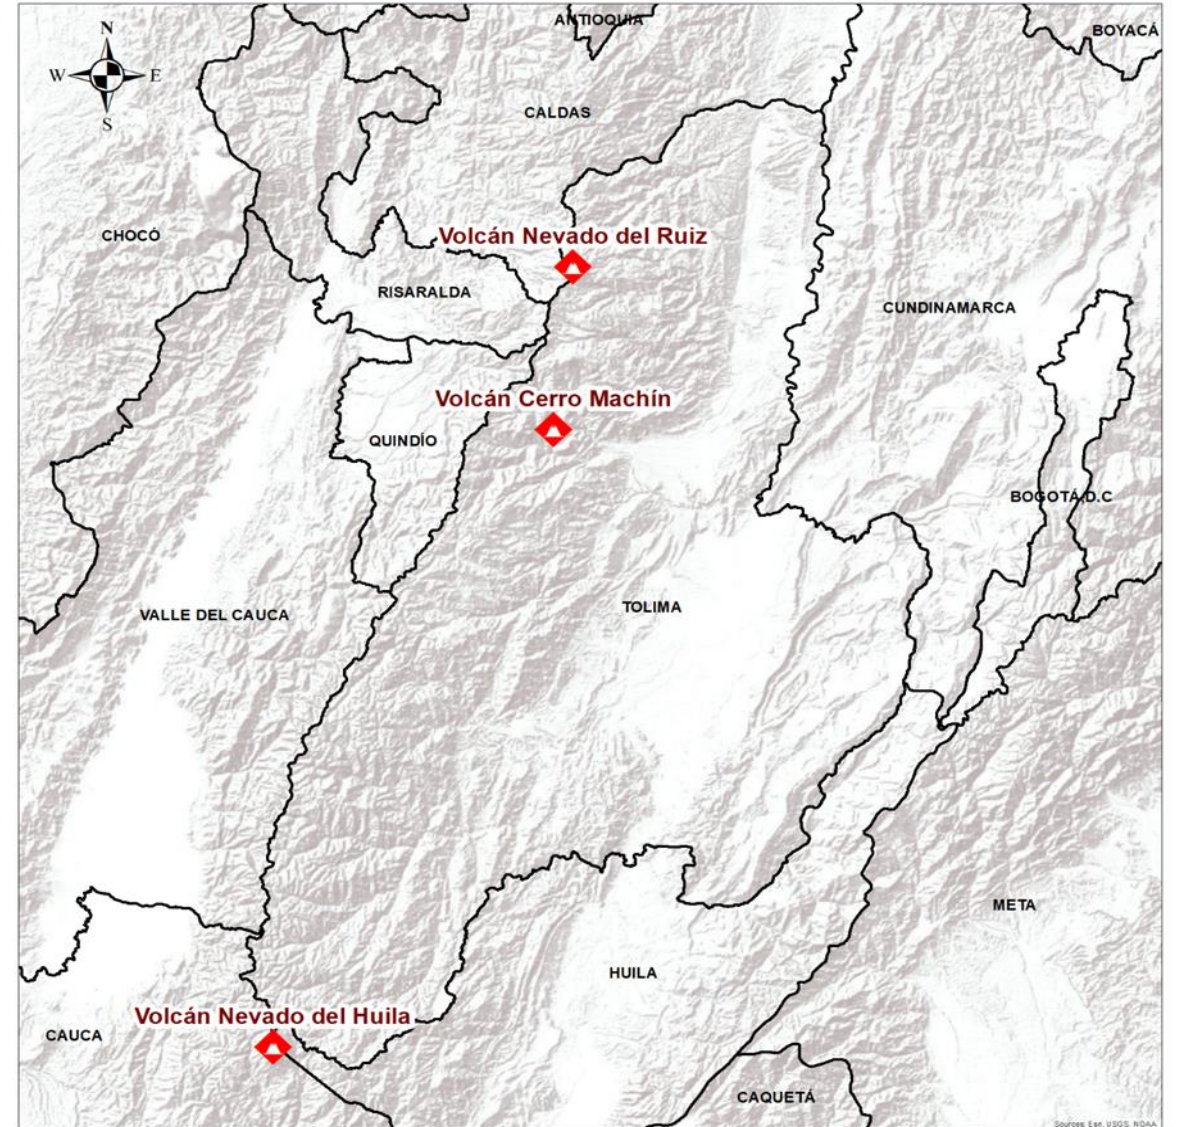 ANTIOQUIA
BOYACÁ
N
W E
S
CALDAS
CHOCÓ
Volcán Nevado del Ruiz
RISARALDA
CUNDINAMARCA
Volcán Cerro Machín
QUINDÍO
BOGOTÁ,D.C
VALLE DEL CAUCA
TOLIMA
META
HUILA
Volcán Nevado del Huila
CAUCA
CAQUETÁ
Sources: Esri, USGS, NOAA